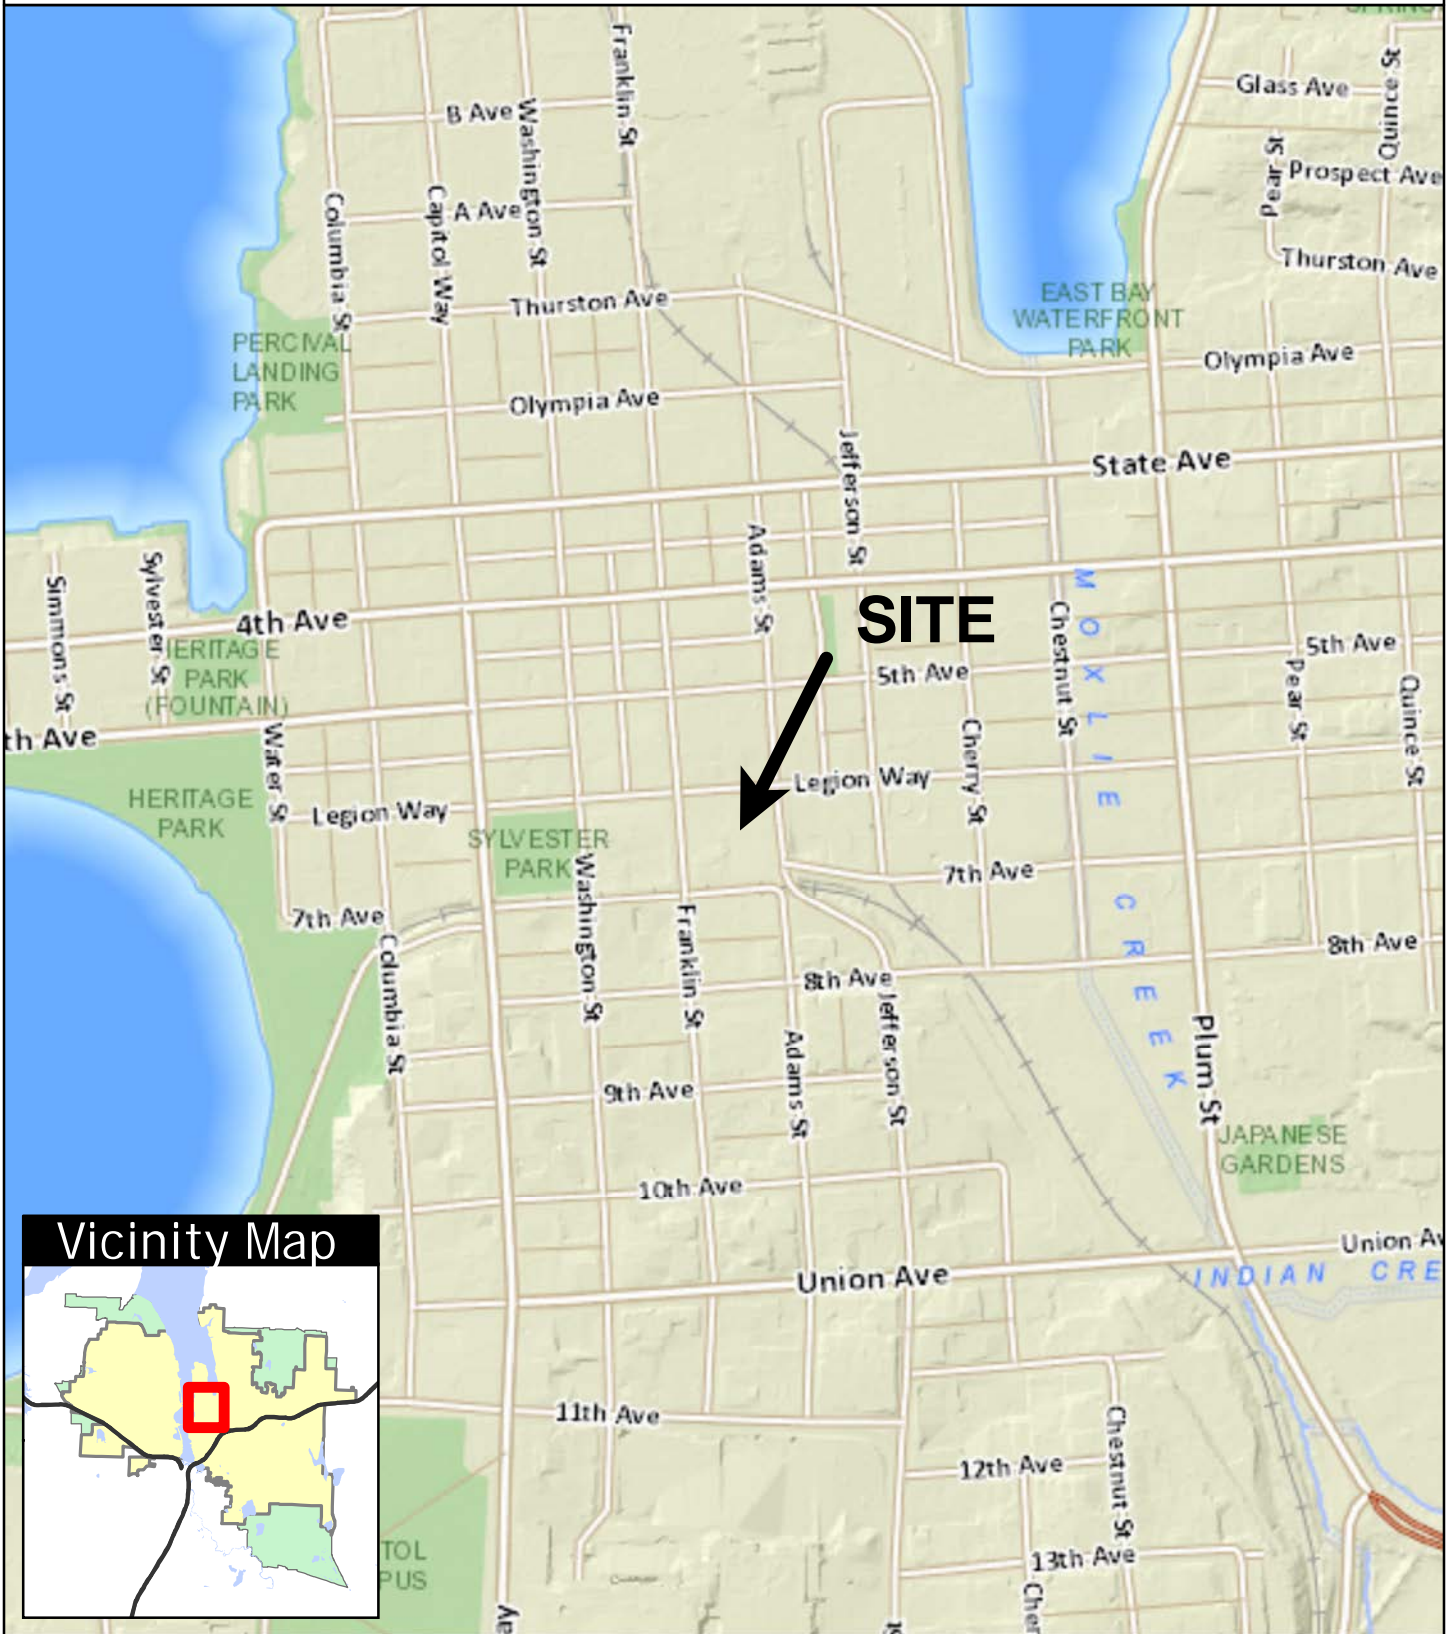 Franklin St
B Ave
Washington St
Glass Ave
Quince St
Pear St
Prospect Ave
Columbia St
Capitol Way
A Ave
Thurston Ave
Thurston Ave
EAST BAY
WATERFRONT
PARK
PERCIVAL
LANDING
PARK
Olympia Ave
Olympia Ave
Jefferson St
State Ave
Adams St
Simmons St
Sylvester St
4th Ave
SITE
HERITAGE
PARK
(FOUNTAIN)
MOXLIE CREEK
Chestnut St
5th Ave
5th Ave
Pear St
Quince St
th Ave
Water St
Cherry St
Legion Way
HERITAGE
PARK
Legion Way
SYLVESTER
PARK
Washington St
7th Ave
7th Ave
Franklin St
Columbia St
8th Ave
8th Ave
Jefferson St
Adams St
Plum St
9th Ave
JAPANESE
GARDENS
10th Ave
Vicinity Map
Union Ave
Union Av
INDIAN CRE
11th Ave
Chestnut St
12th Ave
TOL
PUS
13th Ave
Cher
ay
St